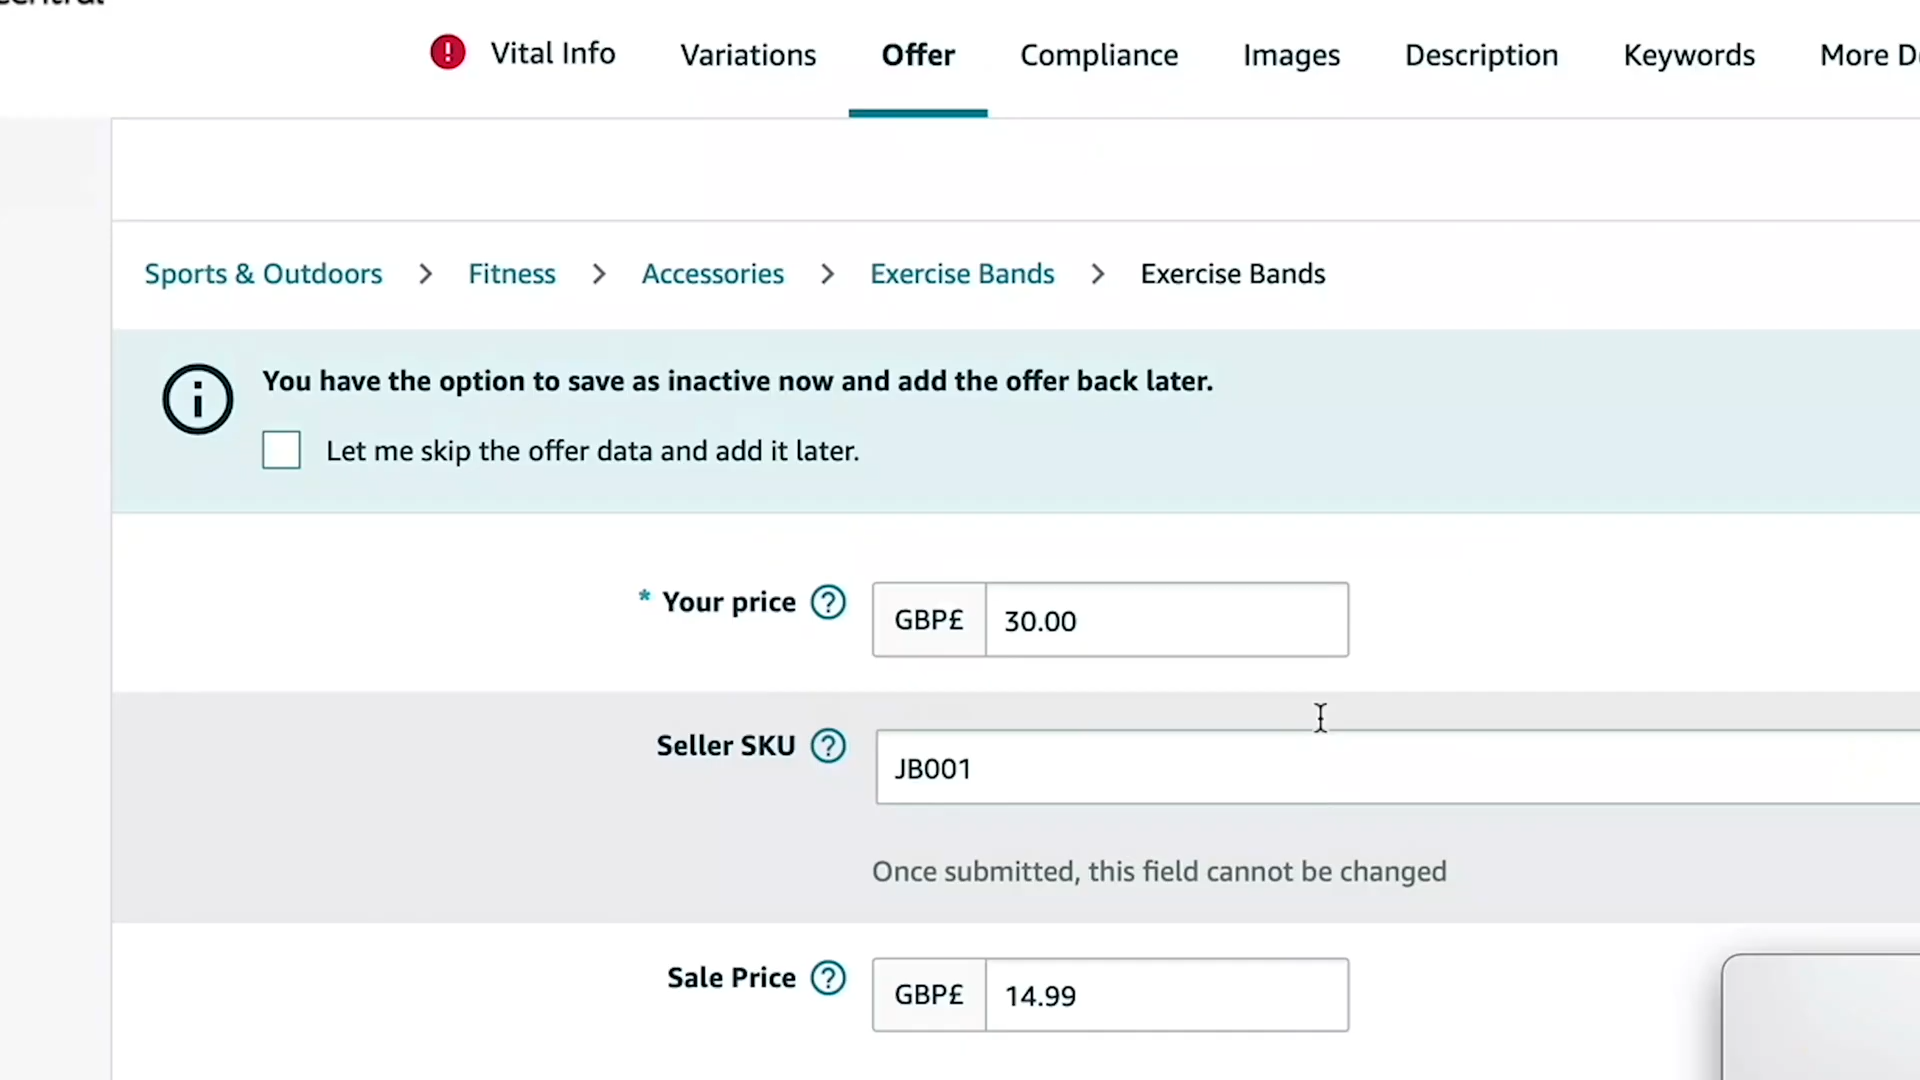 Vital Info Variations Offer Compliance Images Description Keywords More
Sports & Outdoors > Fitness > Accessories > Exercise Bands > Exercise Bands
You have the option to save as inactive now and add the offer back later.
Let me skip the offer data and add it later.
* Your price ? GBP£ 30.00
Seller SKU ? JB001
Once submitted, this field cannot be changed
Sale Price ? GBP£ 14.99